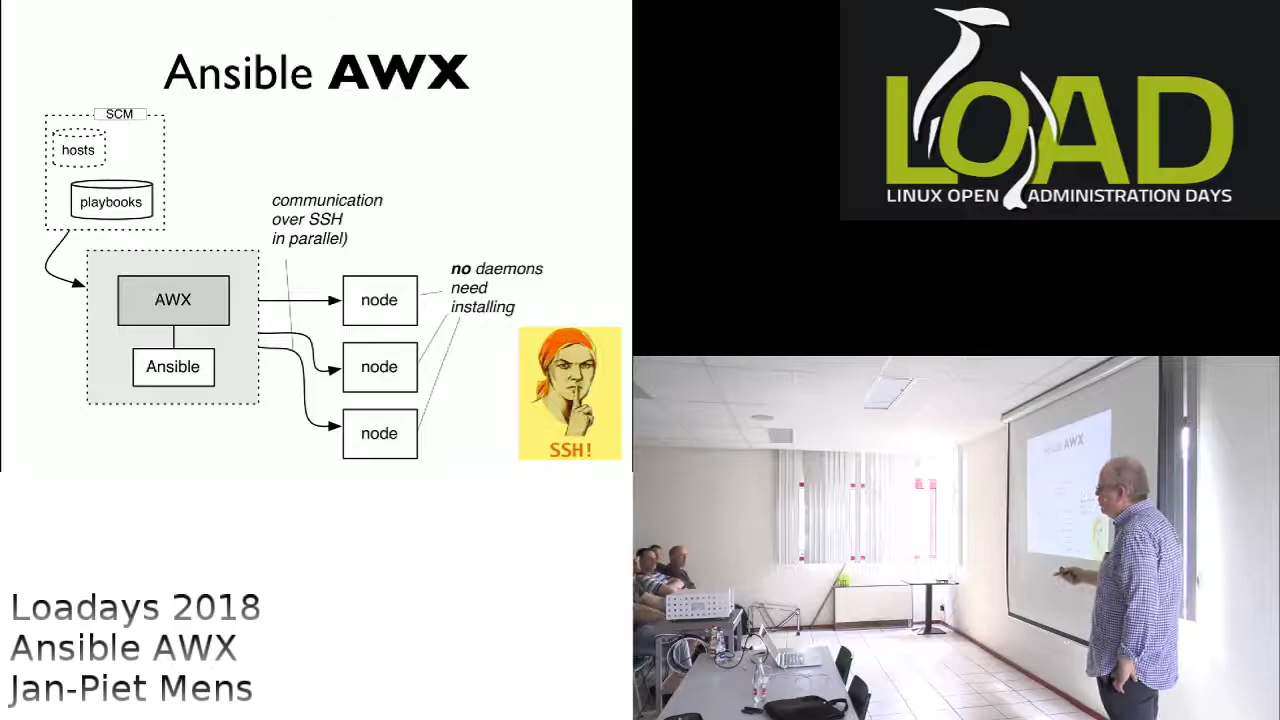 Ansible AWX
SCM
hosts
playbooks
communication
over SSH
in parallel)
no daemons
need
installing
AWX
Ansible
node
node
node
SSH!
LOAD
LINUX OPEN ADMINISTRATION DAYS
AWX
Loadays 2018
Ansible AWX
Jan-Piet Mens